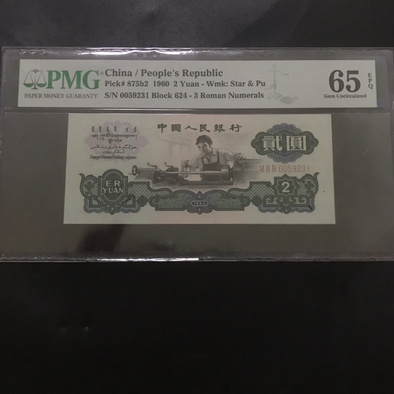 PMG
PAPER MONEY GUARANTY
China / People's Republic
Pick# 875b2 1960 2 Yuan - Wmk: Star & Pu
S/N 0059231 Block 624 - 3 Roman Numerals
65 EPQ
Gem Uncirculated
中國人民銀行
貳圓
0059231
ER
YUAN
2